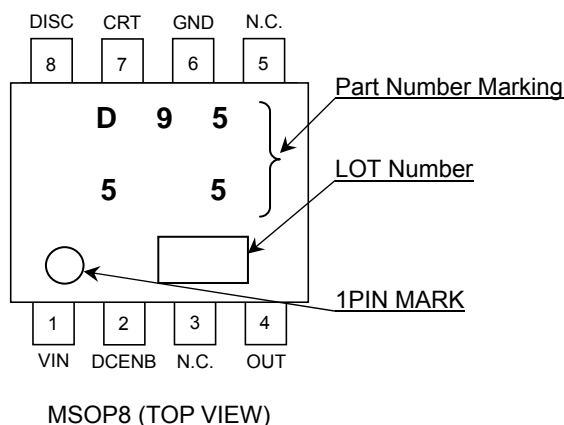 DISC CRT GND N.C.
8 7 6 5
Part Number Marking
D 9 5
LOT Number
5 5
1PIN MARK
1 2 3 4
VIN DCENB N.C. OUT
MSOP8 (TOP VIEW)